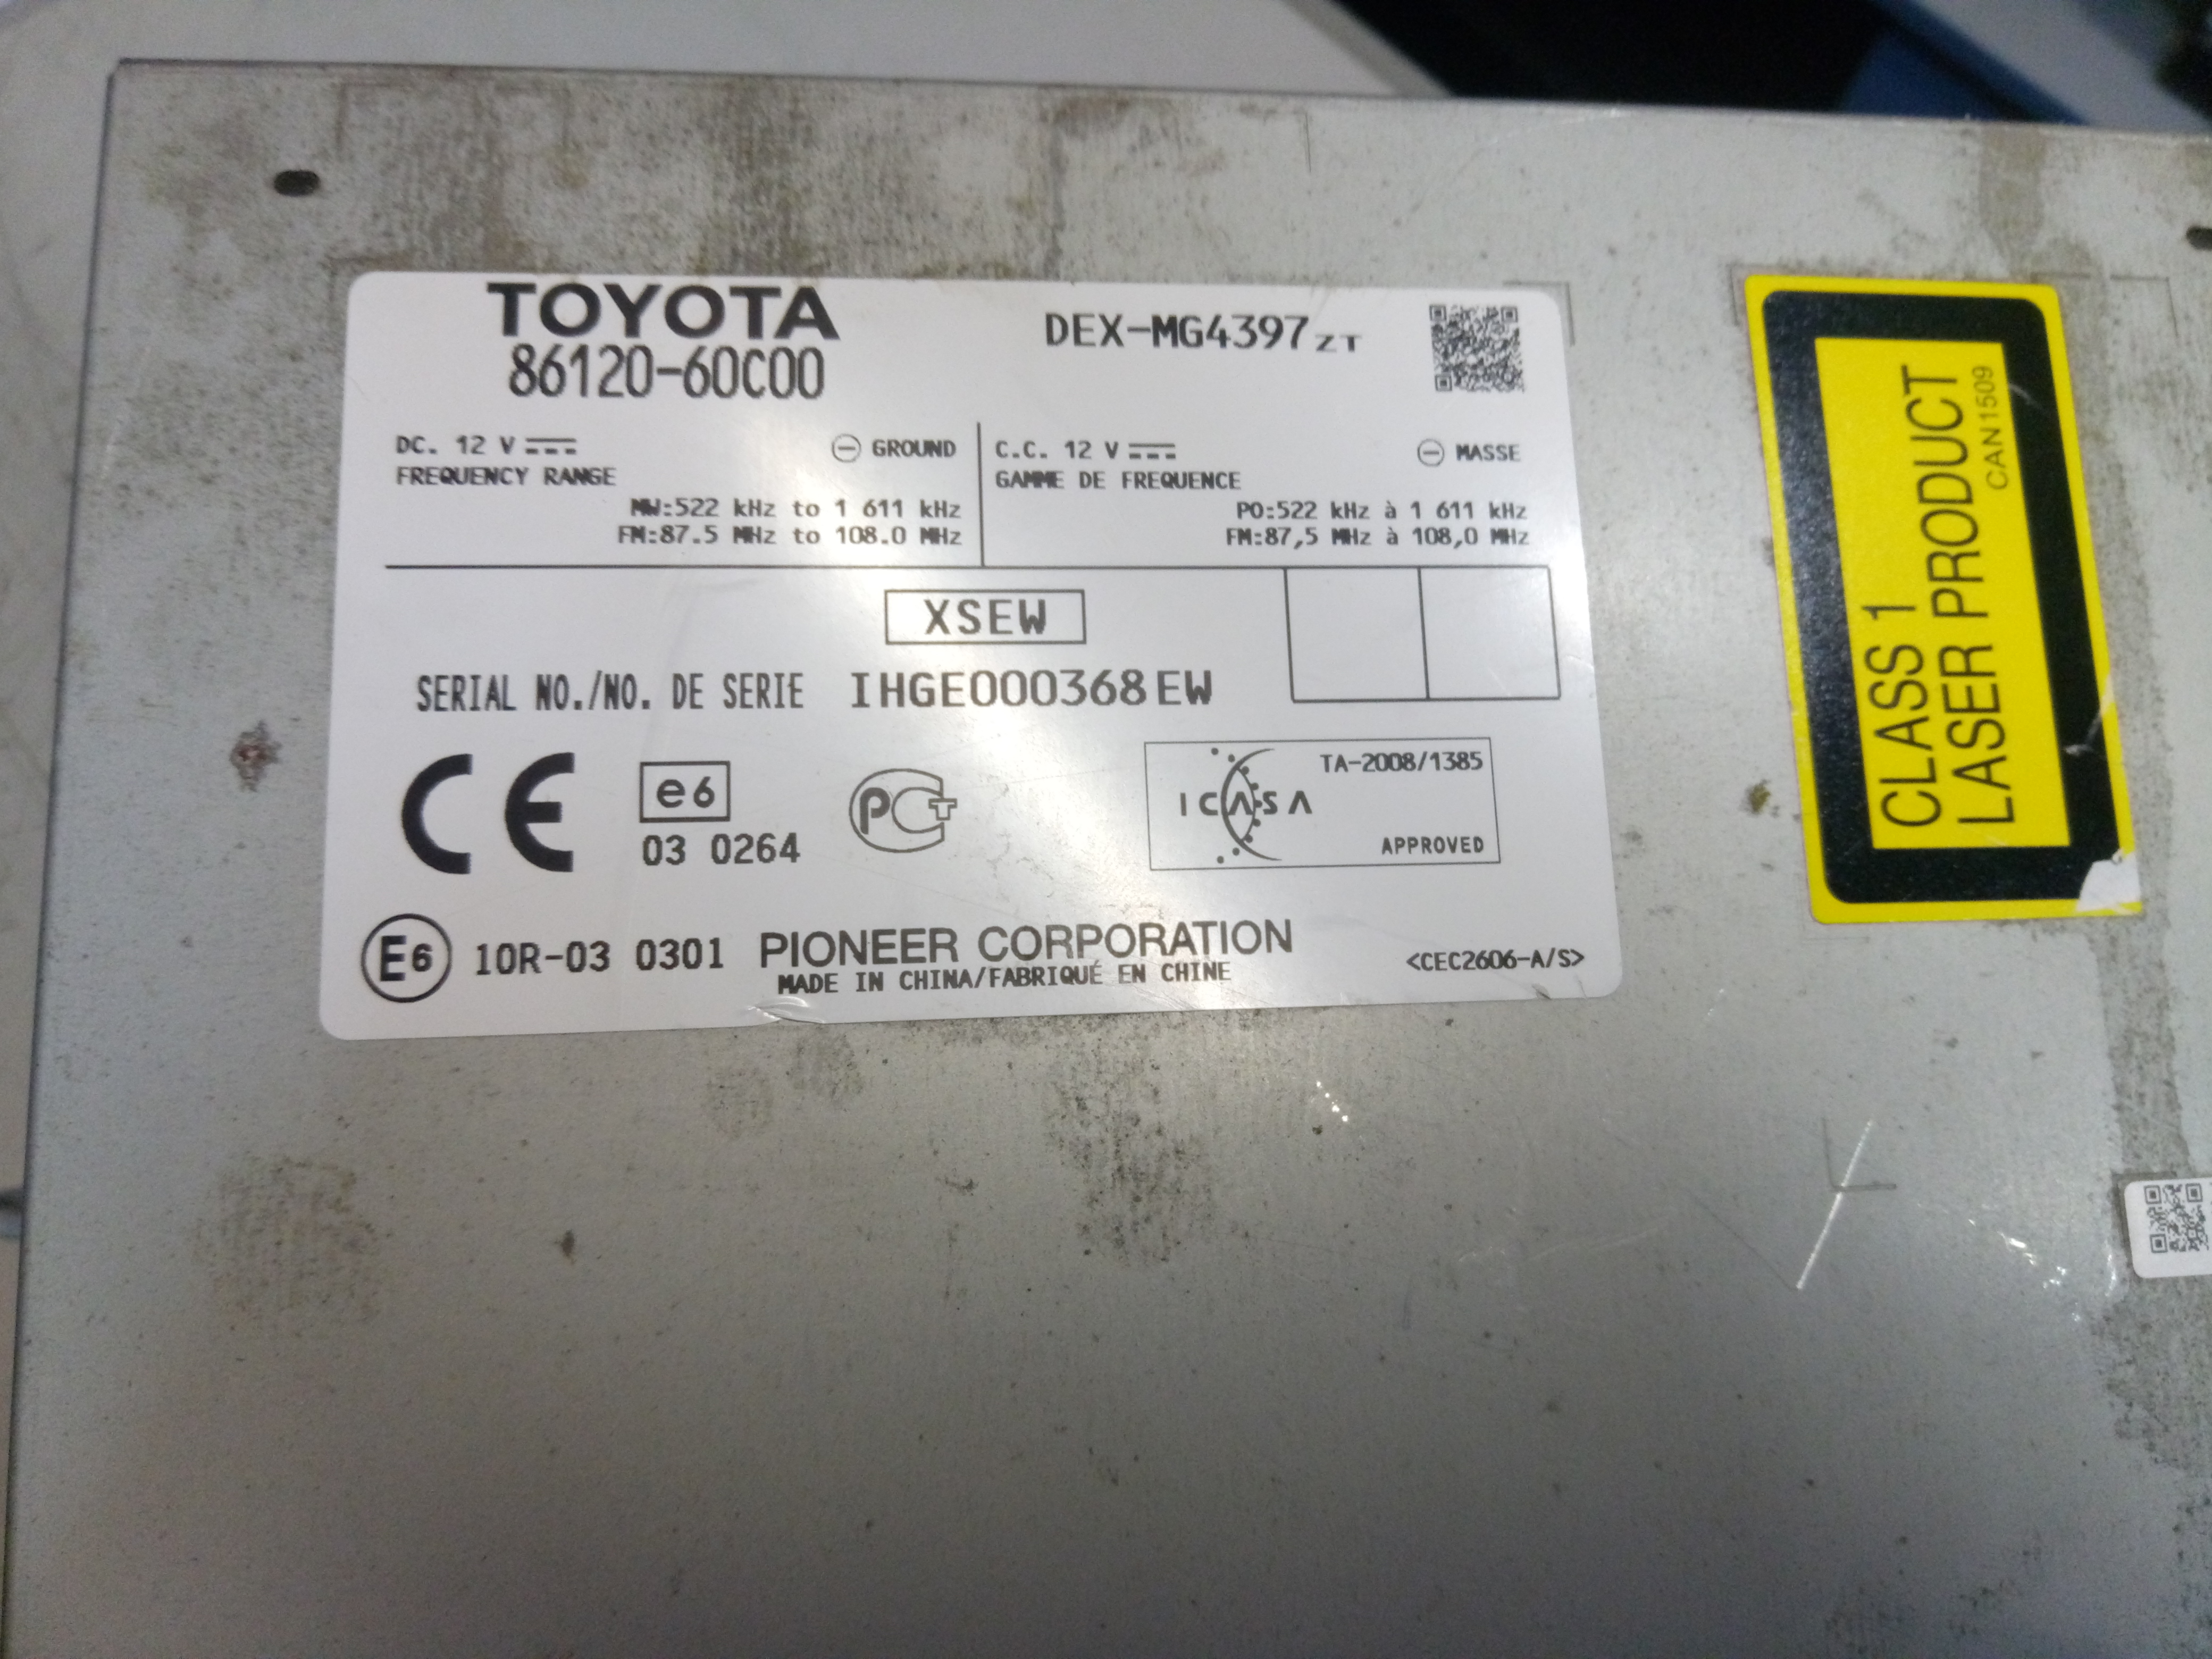 TOYOTA
86120-60C00
DEX-MG4397ZT
DC. 12 V
⊖ GROUND
FREQUENCY RANGE
MW:522 kHz to 1 611 kHz
FM:87.5 MHz to 108.0 MHz
C.C. 12 V
⊖ MASSE
GAMME DE FREQUENCE
PO:522 kHz à 1 611 kHz
FM:87,5 MHz à 108,0 MHz
XSEW
SERIAL NO./NO. DE SERIE IHGE000368EW
CE
e6
03 0264
РСТ
ICASA
TA-2008/1385
APPROVED
E6 10R-03 0301
PIONEER CORPORATION
MADE IN CHINA/FABRIQUÉ EN CHINE
<CEC2606-A/S>
CLASS 1
LASER PRODUCT
CAN1509